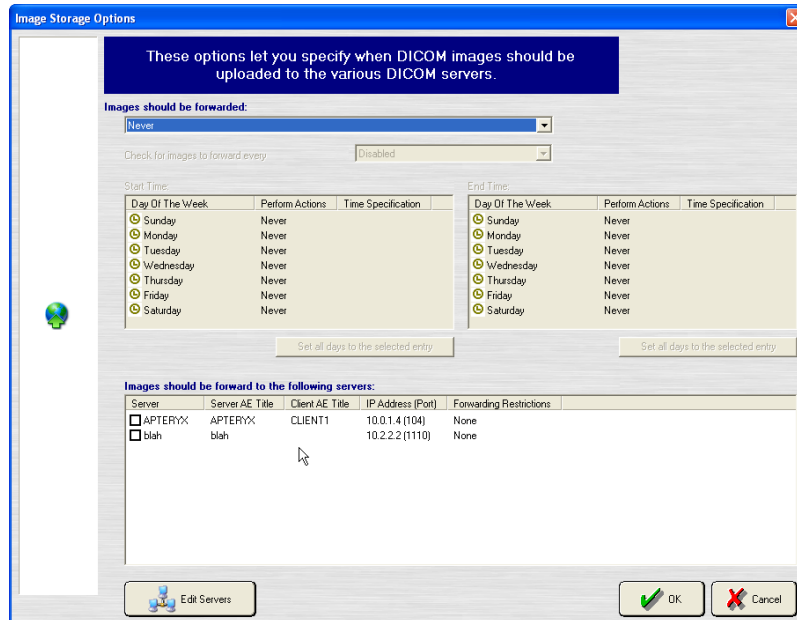 Image Storage Options
These options let you specify when DICOM images should be
uploaded to the various DICOM servers.
Images should be forwarded:
Never
Check for images to forward every Disabled
Start Time: End Time:
Day Of The Week Perform Actions Time Specification Day Of The Week Perform Actions Time Specification
Sunday Never Sunday Never
Monday Never Monday Never
Tuesday Never Tuesday Never
Wednesday Never Wednesday Never
Thursday Never Thursday Never
Friday Never Friday Never
Saturday Never Saturday Never
Set all days to the selected entry Set all days to the selected entry
Images should be forward to the following servers:
Server Server AE Title Client AE Title IP Address (Port) Forwarding Restrictions
APTERYX APTERYX CLIENT1 10.0.1.4 (104) None
blah blah 10.2.2.2 (1110) None
Edit Servers OK Cancel